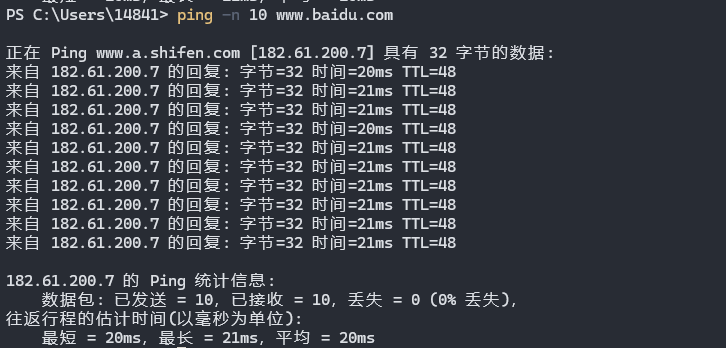 PS C:\Users\14841> ping -n 10 www.baidu.com
正在 Ping www.a.shifen.com [182.61.200.7] 具有 32 字节的数据:
来自 182.61.200.7 的回复: 字节=32 时间=20ms TTL=48
来自 182.61.200.7 的回复: 字节=32 时间=21ms TTL=48
来自 182.61.200.7 的回复: 字节=32 时间=21ms TTL=48
来自 182.61.200.7 的回复: 字节=32 时间=20ms TTL=48
来自 182.61.200.7 的回复: 字节=32 时间=21ms TTL=48
来自 182.61.200.7 的回复: 字节=32 时间=21ms TTL=48
来自 182.61.200.7 的回复: 字节=32 时间=21ms TTL=48
来自 182.61.200.7 的回复: 字节=32 时间=21ms TTL=48
来自 182.61.200.7 的回复: 字节=32 时间=21ms TTL=48
来自 182.61.200.7 的回复: 字节=32 时间=21ms TTL=48
182.61.200.7 的 Ping 统计信息:
数据包: 已发送 = 10, 已接收 = 10, 丢失 = 0 (0% 丢失),
往返行程的估计时间(以毫秒为单位):
最短 = 20ms, 最长 = 21ms, 平均 = 20ms